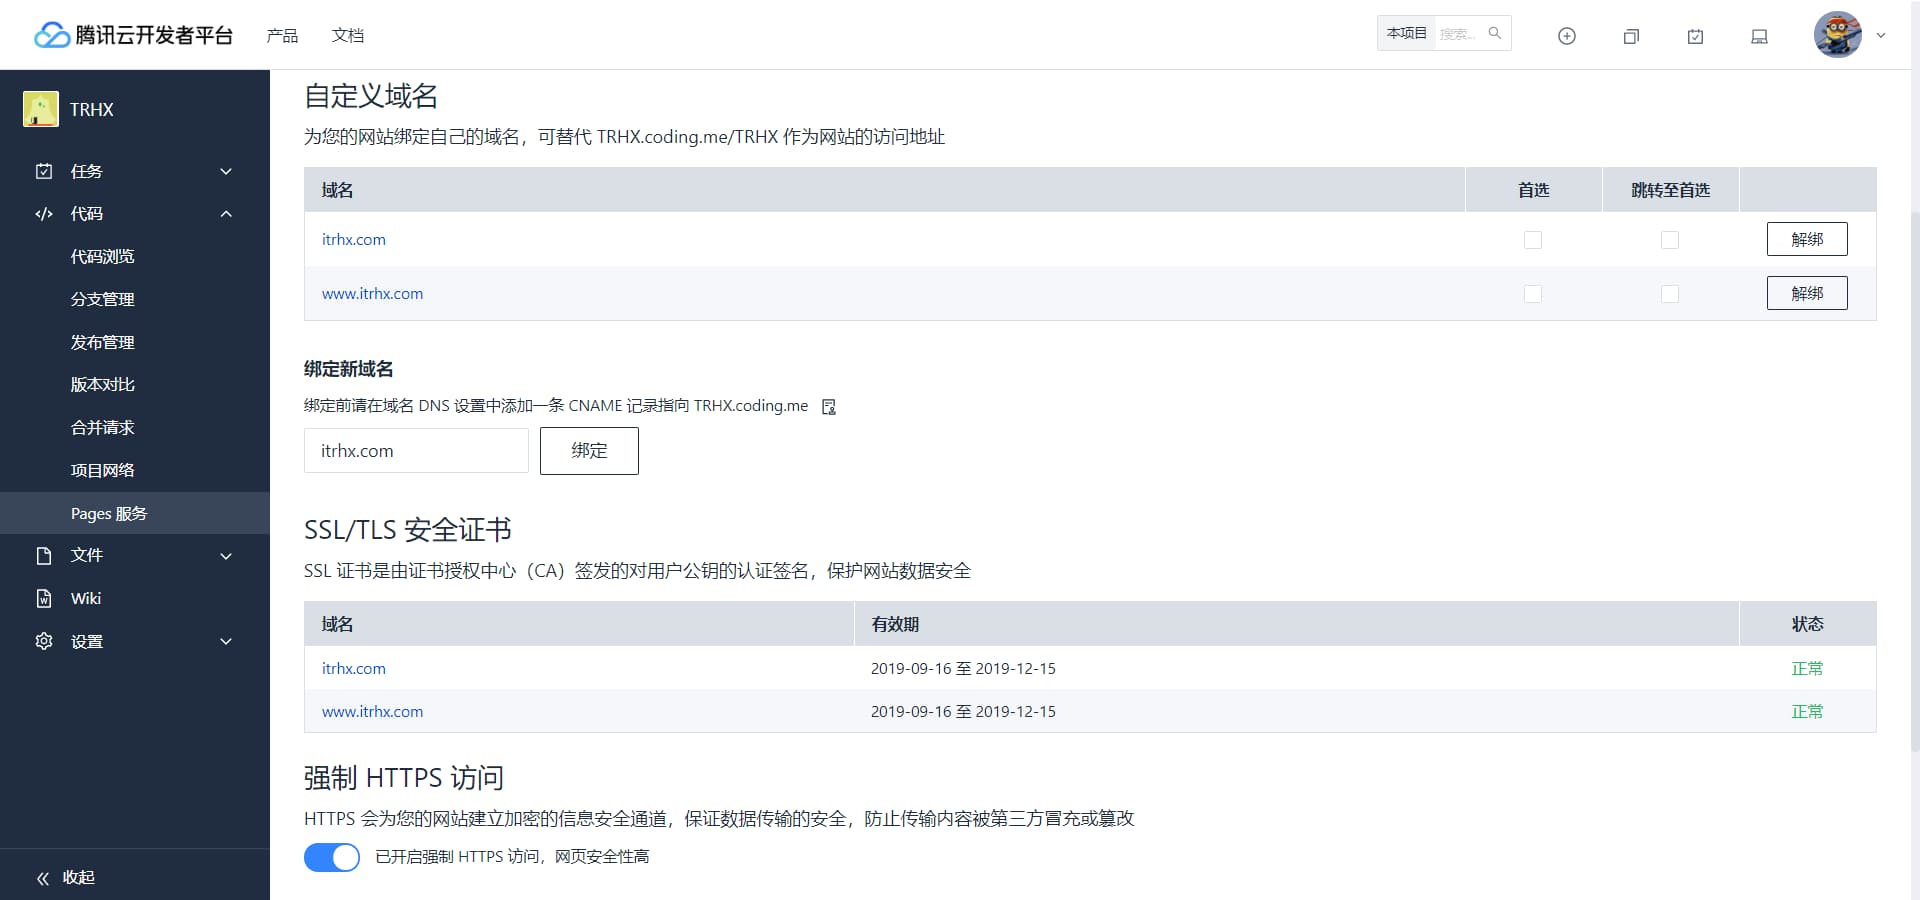 腾讯云开发者平台 产品 文档 本项目 搜索...
TRHX
任务
代码
代码浏览
分支管理
发布管理
版本对比
合并请求
项目网络
Pages 服务
文件
Wiki
设置
收起
自定义域名
为您的网站绑定自己的域名，可替代 TRHX.coding.me/TRHX 作为网站的访问地址
域名 首选 跳转至首选
itrhx.com 解绑
www.itrhx.com 解绑
绑定新域名
绑定前请在域名 DNS 设置中添加一条 CNAME 记录指向 TRHX.coding.me
itrhx.com 绑定
SSL/TLS 安全证书
SSL 证书是由证书授权中心（CA）签发的对用户公钥的认证签名，保护网站数据安全
域名 有效期 状态
itrhx.com 2019-09-16 至 2019-12-15 正常
www.itrhx.com 2019-09-16 至 2019-12-15 正常
强制 HTTPS 访问
HTTPS 会为您的网站建立加密的信息安全通道，保证数据传输的安全，防止传输内容被第三方冒充或篡改
已开启强制 HTTPS 访问，网页安全性高